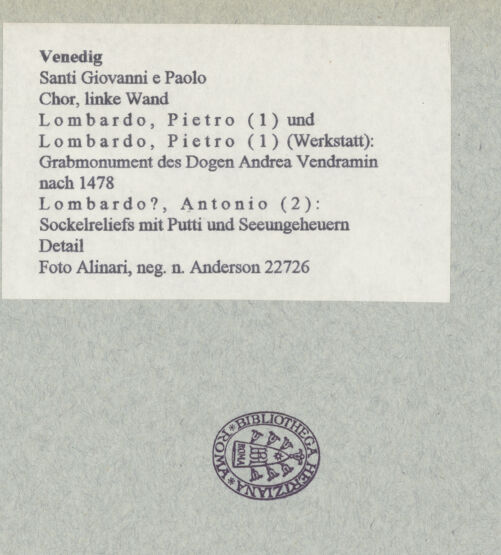 Venedig
Santi Giovanni e Paolo
Chor, linke Wand
Lombardo, Pietro (1) und
Lombardo, Pietro (1) (Werkstatt):
Grabmonument des Dogen Andrea Vendramin
nach 1478
Lombardo?, Antonio (2):
Sockelreliefs mit Putti und Seeungeheuern
Detail
Foto Alinari, neg. n. Anderson 22726
*BIBLIOTHECA HERTZIANA*ROMA
ROMA